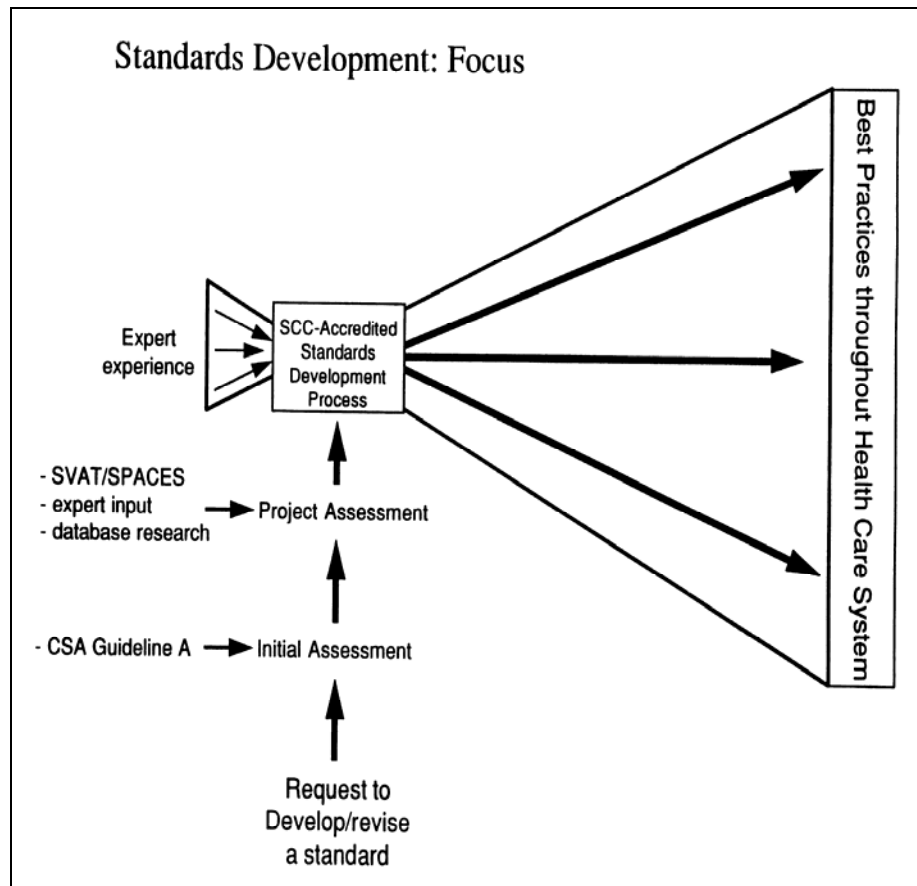 Standards Development: Focus
Best Practices throughout Health Care System
Expert
experience
SCC-Accredited
Standards
Development
Process
- SVAT/SPACES
- expert input
- database research
Project Assessment
- CSA Guideline A
Initial Assessment
Request to
Develop/revise
a standard